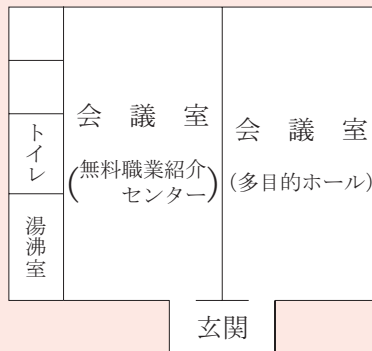 トイレ
湯沸室
会議室
(無料職業紹介
センター)
会議室
(多目的ホール)
玄関